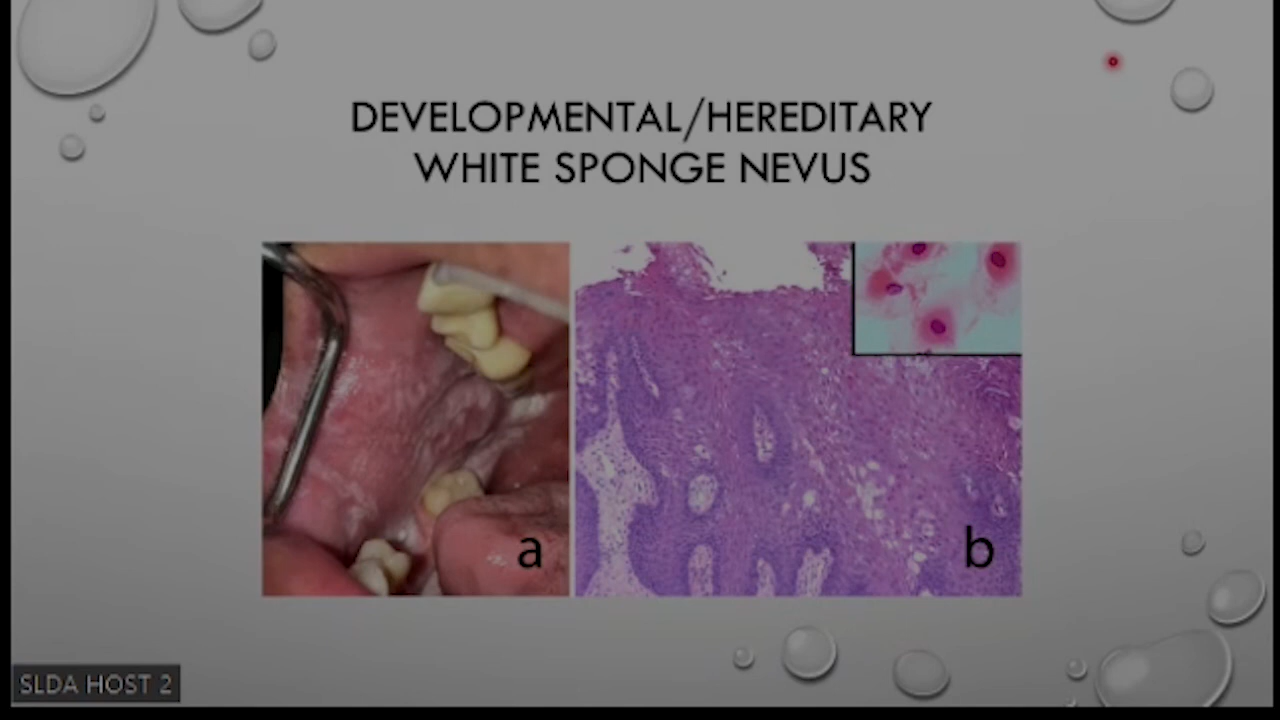 DEVELOPMENTAL/HEREDITARY
WHITE SPONGE NEVUS
a
b
SLDA HOST 2